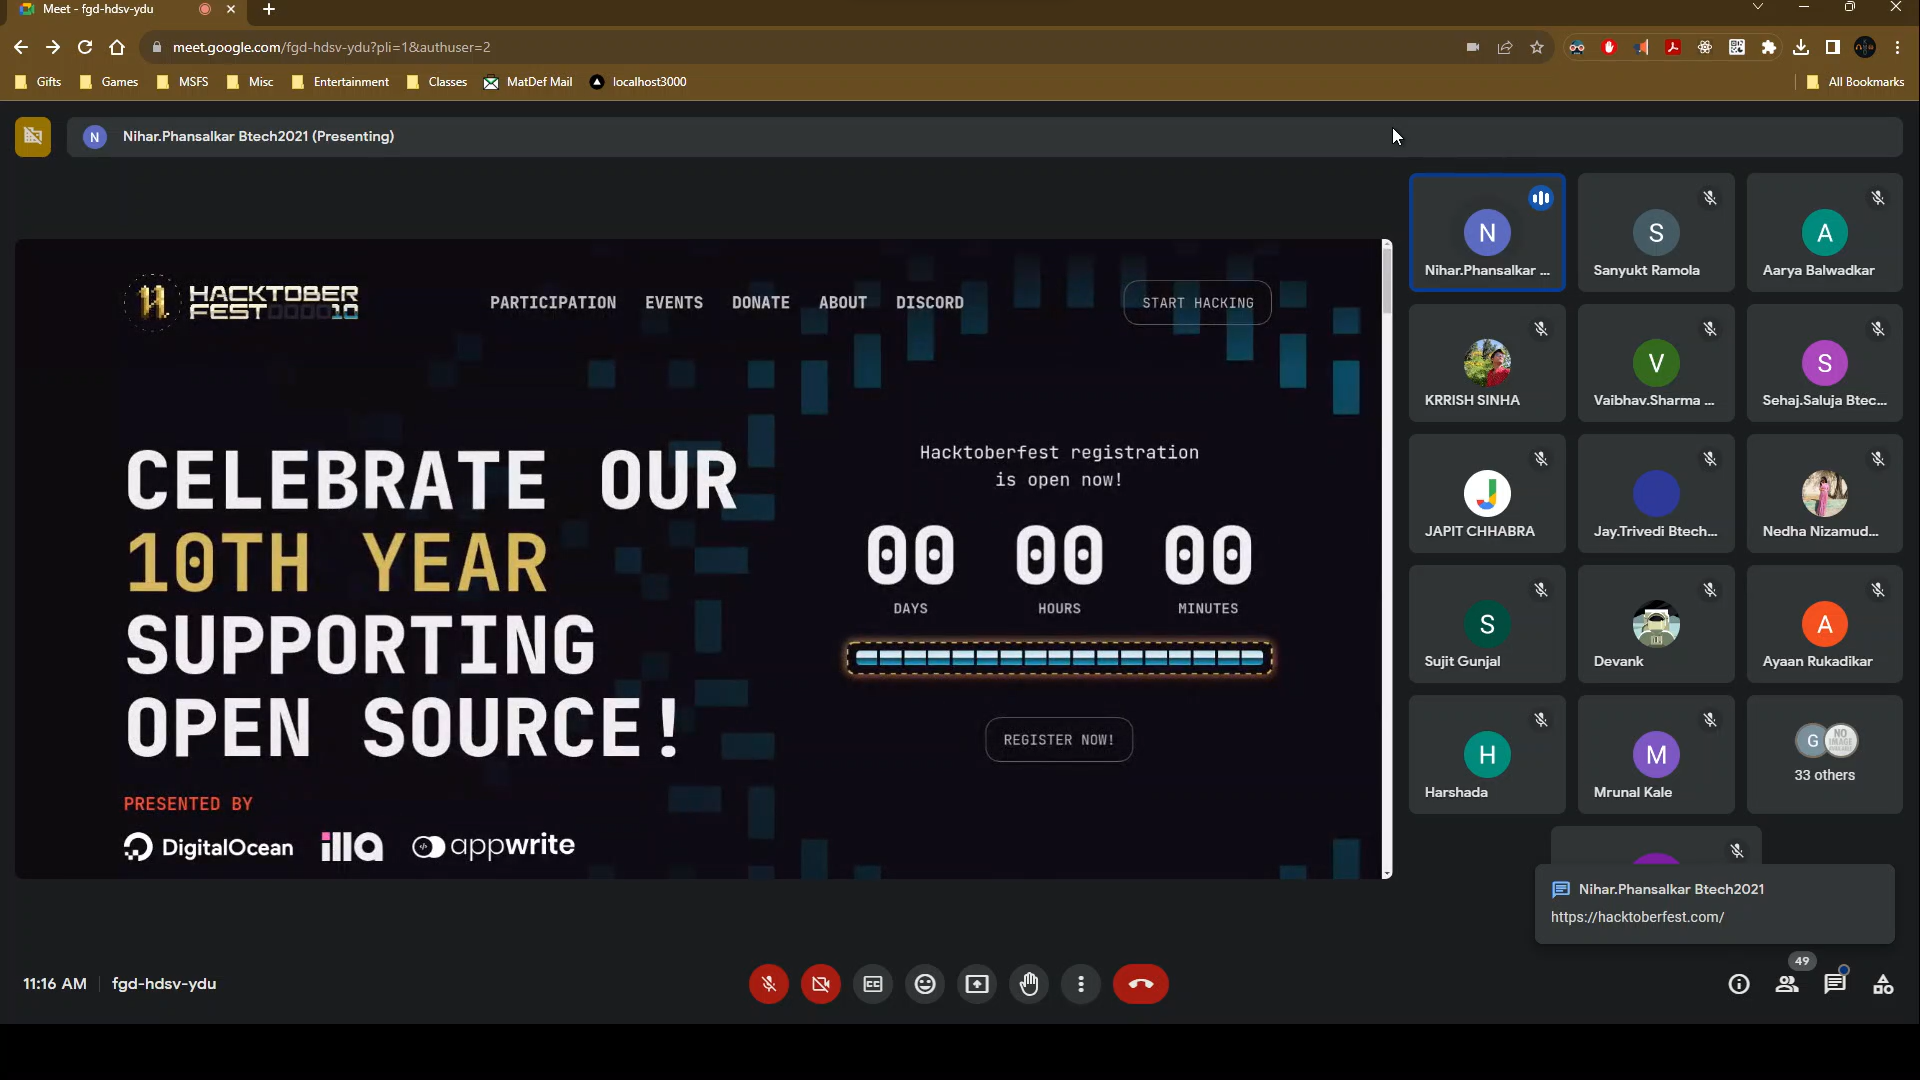 Meet - fgd-hdsv-ydu
meet.google.com/fgd-hdsv-ydu?pli=1&authuser=2
Gifts
Games
MSFS
Misc
Entertainment
Classes
MatDef Mail
localhost3000
All Bookmarks
N
Nihar.Phansalkar Btech2021 (Presenting)
HACKTOBER
FEST 10
PARTICIPATION
EVENTS
DONATE
ABOUT
DISCORD
START HACKING
CELEBRATE OUR
10TH YEAR
SUPPORTING
OPEN SOURCE!
PRESENTED BY
DigitalOcean
illa
appwrite
Hacktoberfest registration
is open now!
00
00
00
DAYS
HOURS
MINUTES
REGISTER NOW!
N
Nihar.Phansalkar ...
S
Sanyukt Ramola
A
Aarya Balwadkar
KRRISH SINHA
V
Vaibhav.Sharma ...
S
Sehaj.Saluja Btec...
JAPIT CHHABRA
Jay.Trivedi Btech...
Nedha Nizamud...
S
Sujit Gunjal
Devank
A
Ayaan Rukadikar
H
Harshada
M
Mrunal Kale
G
33 others
Nihar.Phansalkar Btech2021
https://hacktoberfest.com/
11:16 AM
fgd-hdsv-ydu
49